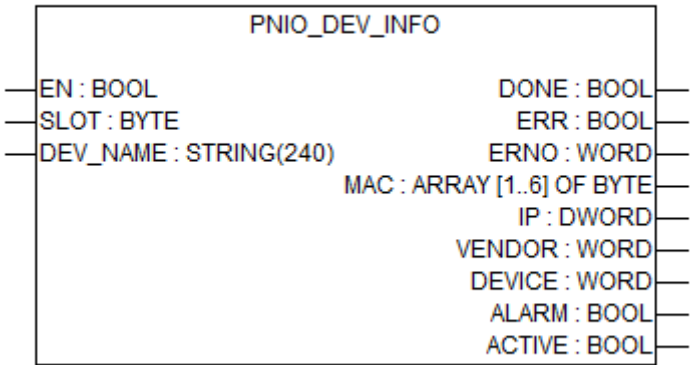 PNIO_DEV_INFO
EN : BOOL DONE : BOOL
SLOT : BYTE ERR : BOOL
DEV_NAME : STRING(240) ERNO : WORD
MAC : ARRAY [1..6] OF BYTE
IP : DWORD
VENDOR : WORD
DEVICE : WORD
ALARM : BOOL
ACTIVE : BOOL